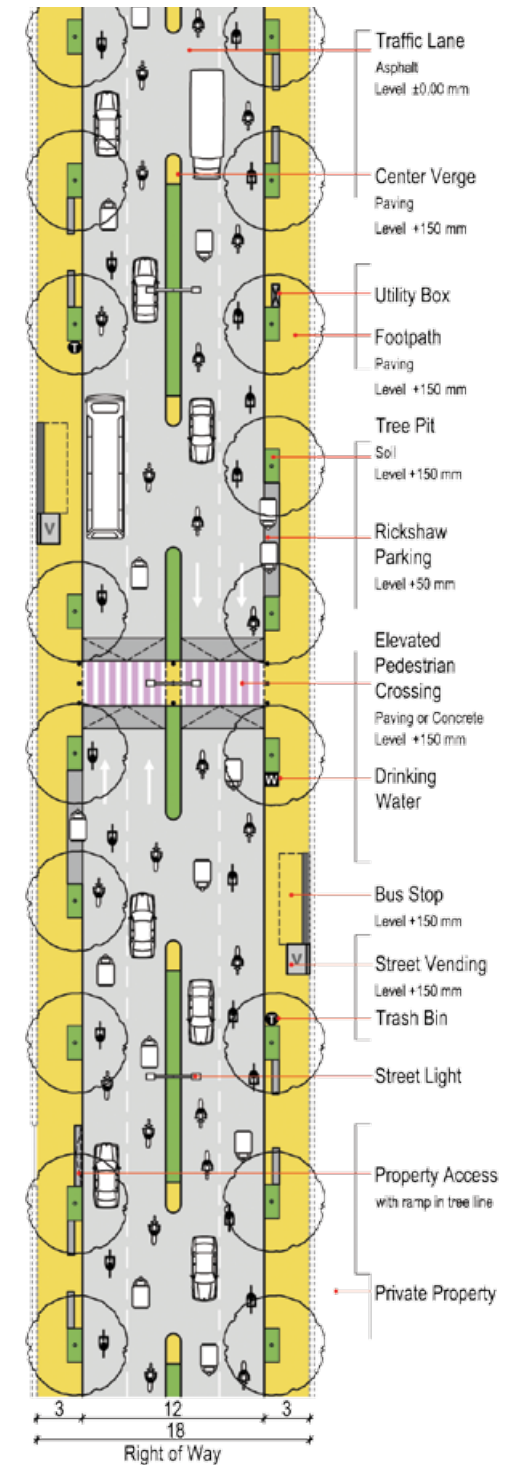 Traffic Lane
Asphalt
Level ±0.00 mm
Center Verge
Paving
Level +150 mm
Utility Box
Footpath
Paving
Level +150 mm
T
Tree Pit
Soil
Level +150 mm
V
Rickshaw
Parking
Level +50 mm
Elevated
Pedestrian
Crossing
Paving or Concrete
Level +150 mm
W
Drinking
Water
Bus Stop
Level +150 mm
V
Street Vending
Level +150 mm
T
Trash Bin
Street Light
Property Access
with ramp in tree line
Private Property
3 12 3
18
Right of Way